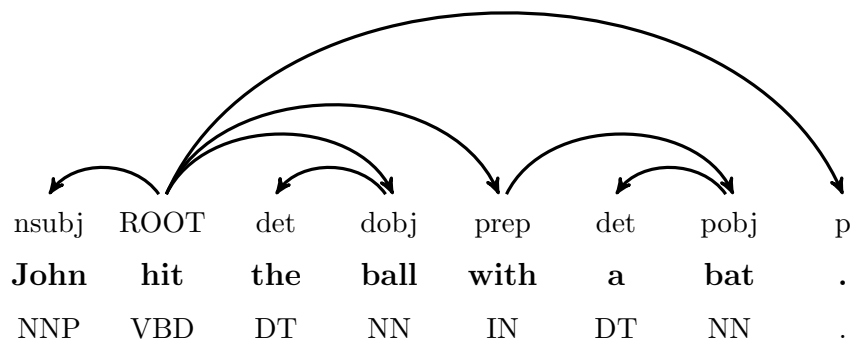 nsubj ROOT det dobj prep det pobj p
John hit the ball with a bat .
NNP VBD DT NN IN DT NN .